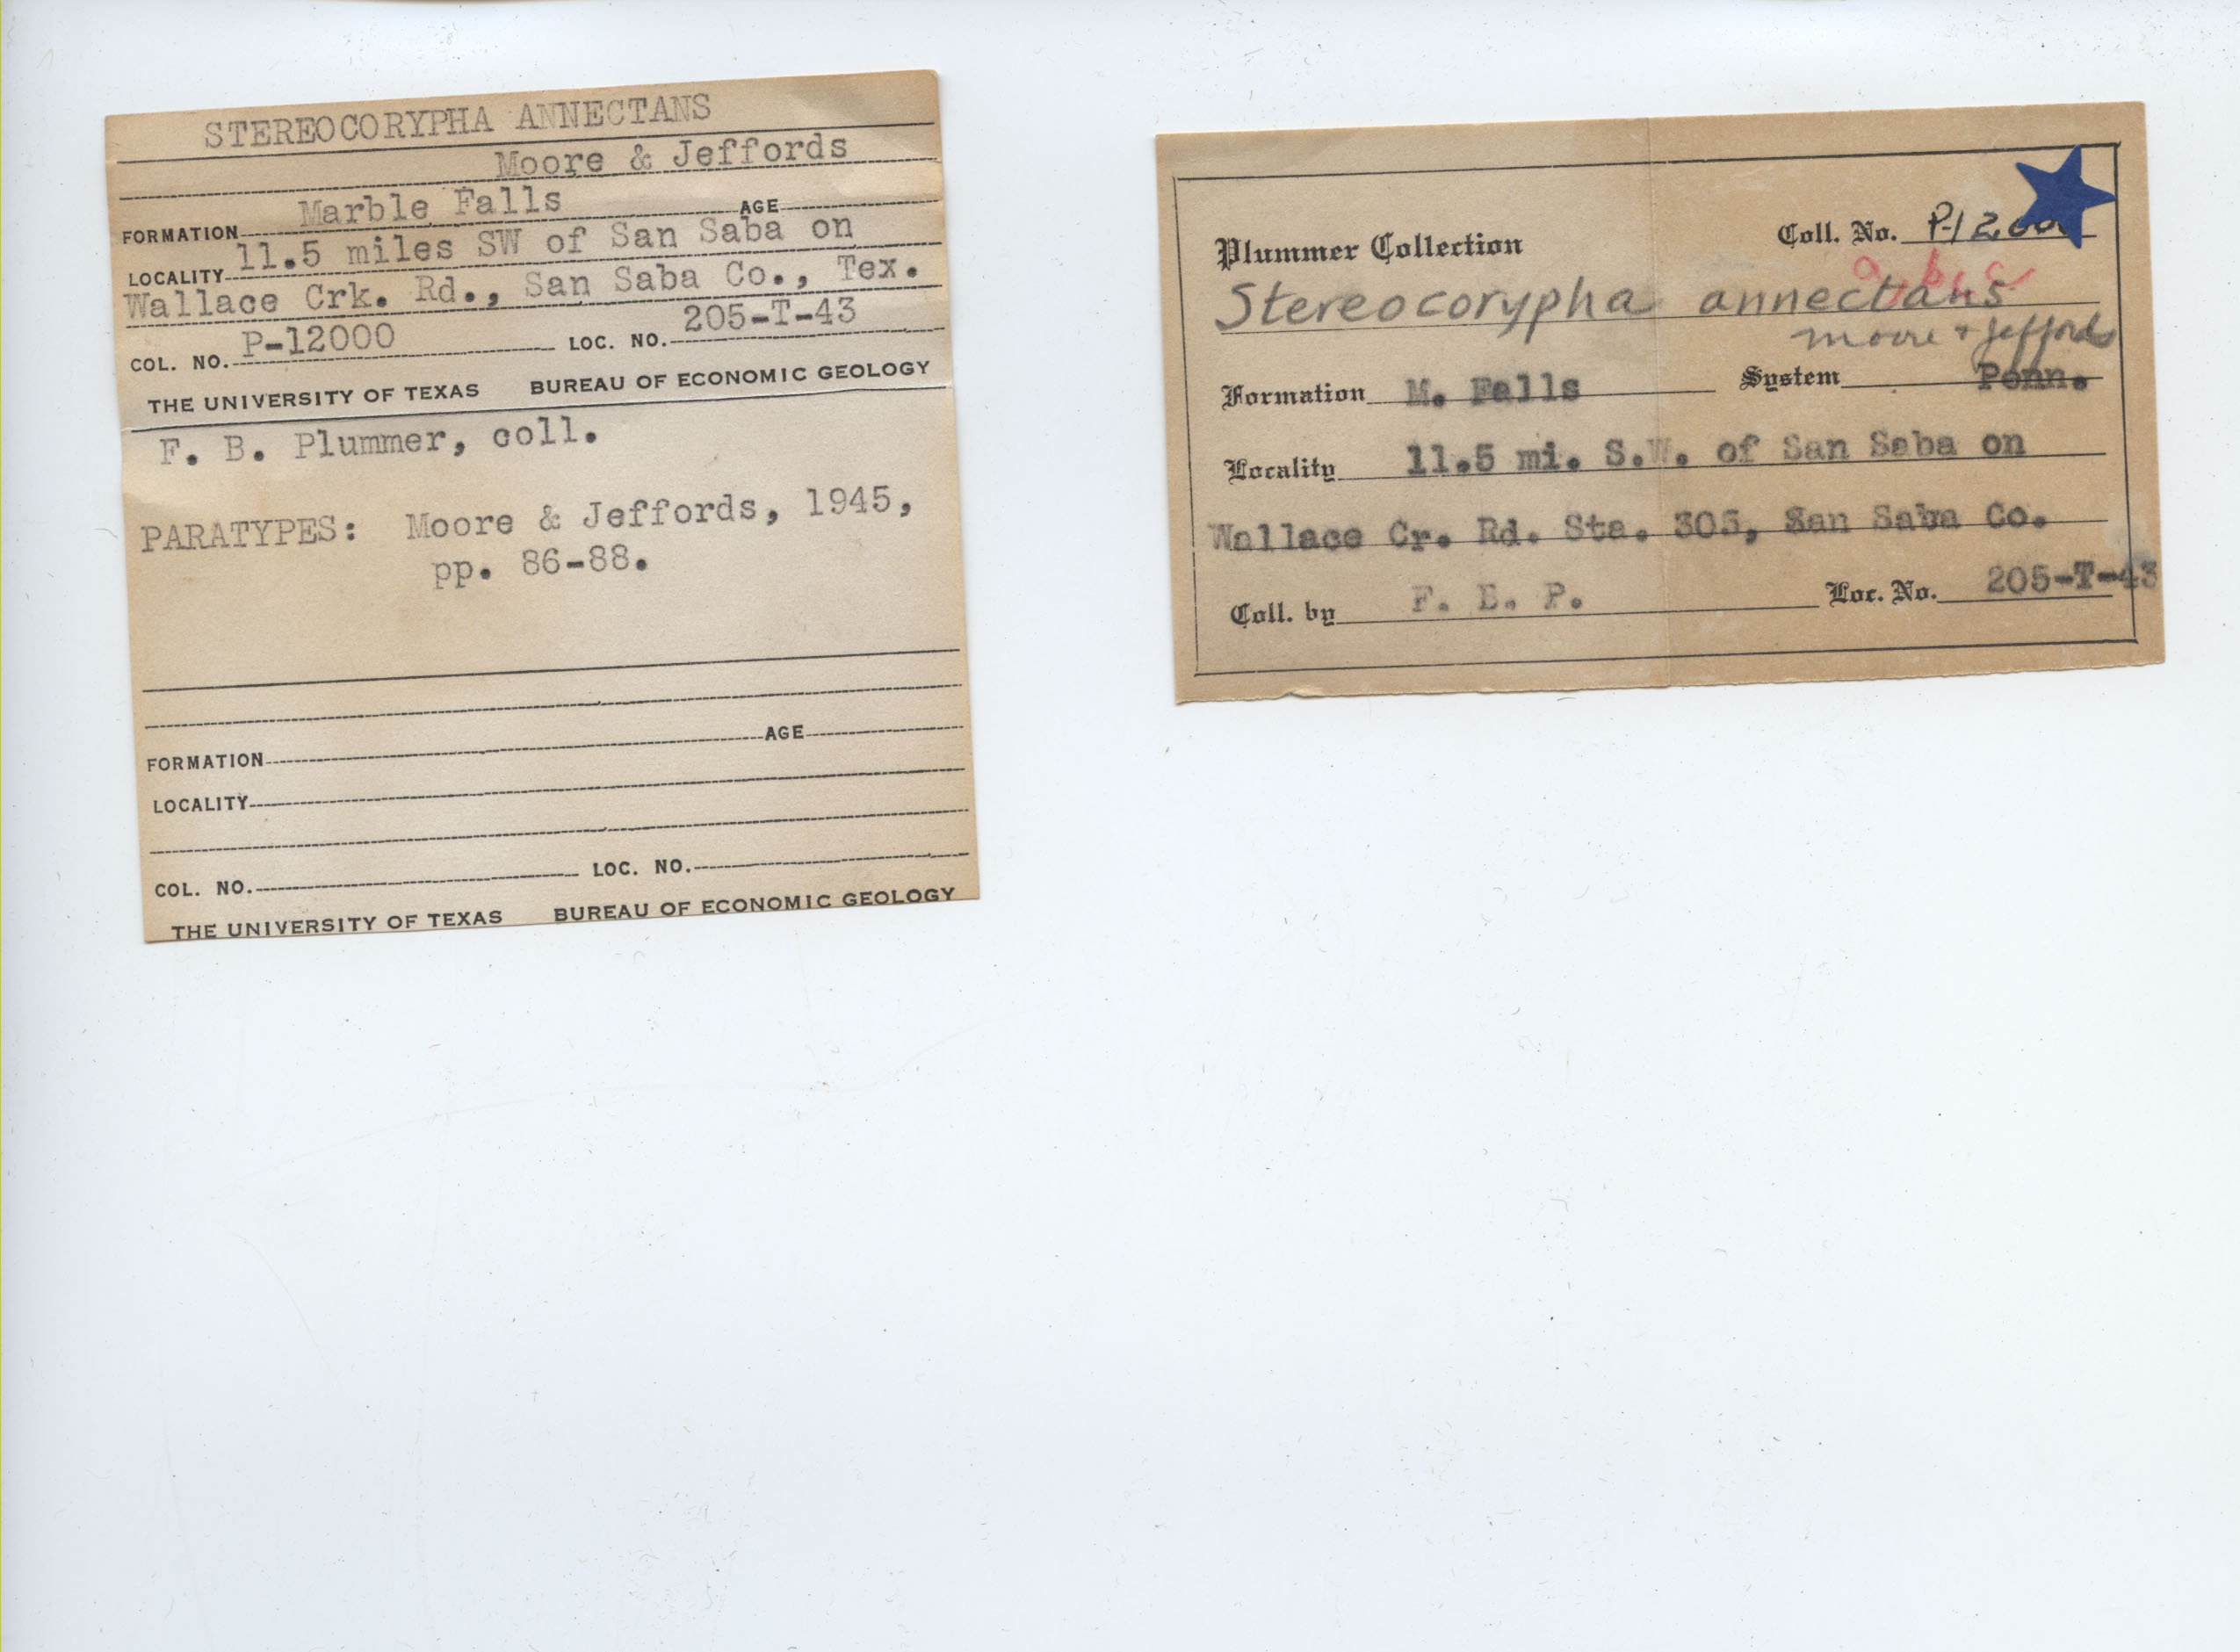 STEREOCORYPHA ANNECTANS
Moore & Jeffords
FORMATION Marble Falls AGE
LOCALITY 11.5 miles SW of San Saba on
Wallace Crk. Rd., San Saba Co., Tex.
COL. NO. P-12000 LOC. NO. 205-T-43
THE UNIVERSITY OF TEXAS BUREAU OF ECONOMIC GEOLOGY
F. B. Plummer, coll.
PARATYPES: Moore & Jeffords, 1945,
pp. 86-88.
FORMATION AGE
LOCALITY
COL. NO. LOC. NO.
THE UNIVERSITY OF TEXAS BUREAU OF ECONOMIC GEOLOGY
Plummer Collection Coll. No. P-12000
a, b, c
Stereocorypha annectans
Moore & Jeffords
Formation M. Falls System Penn.
Locality 11.5 mi. S.W. of San Saba on
Wallace Cr. Rd. Sta. 305, San Saba Co.
Coll. by F. B. P. Loc. No. 205-T-43